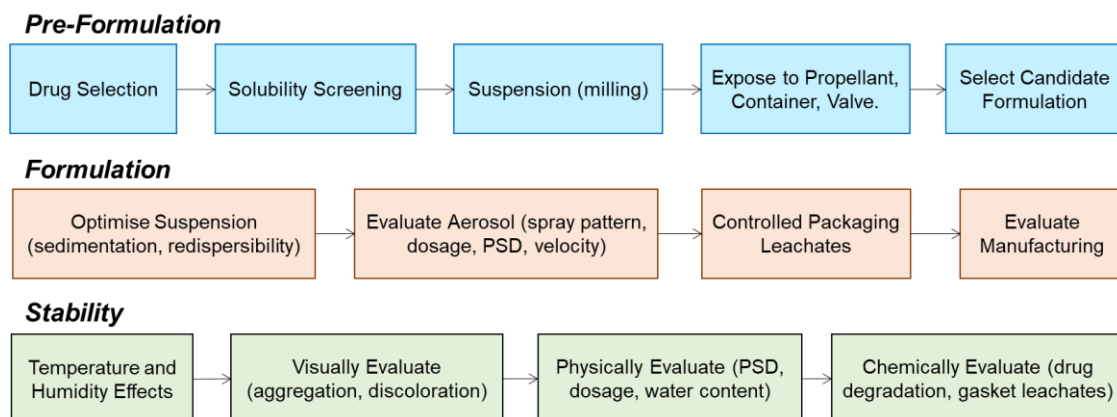 Pre-Formulation
Drug Selection
Solubility Screening
Suspension (milling)
Expose to Propellant,
Container, Valve.
Select Candidate
Formulation
Formulation
Optimise Suspension
(sedimentation, redispersibility)
Evaluate Aerosol (spray pattern,
dosage, PSD, velocity)
Controlled Packaging
Leachates
Evaluate
Manufacturing
Stability
Temperature and
Humidity Effects
Visually Evaluate
(aggregation, discoloration)
Physically Evaluate (PSD,
dosage, water content)
Chemically Evaluate (drug
degradation, gasket leachates)